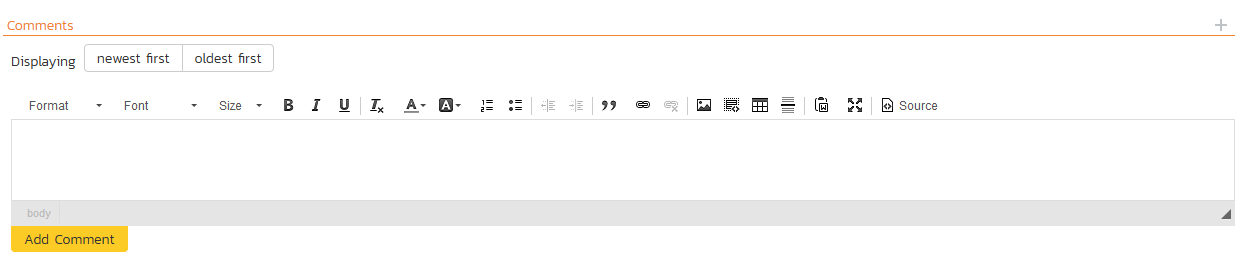 Comments
Displaying newest first oldest first
Format Font Size B I U Source
body
Add Comment